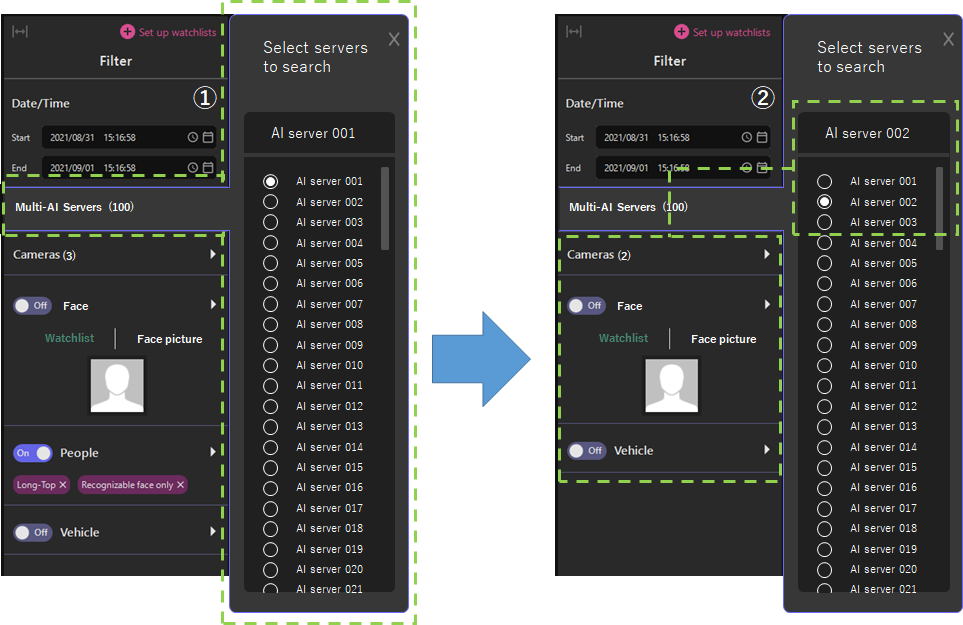 Set up watchlists
Filter
①
Date/Time
Start 2021/08/31 15:16:58
End 2021/09/01 15:16:58
Multi-AI Servers (100)
Cameras (3)
Off Face
Watchlist Face picture
On People
Long-Top ✕ Recognizable face only ✕
Off Vehicle
Select servers
to search
X
AI server 001
AI server 001
AI server 002
AI server 003
AI server 004
AI server 005
AI server 006
AI server 007
AI server 008
AI server 009
AI server 010
AI server 011
AI server 012
AI server 013
AI server 014
AI server 015
AI server 016
AI server 017
AI server 018
AI server 019
AI server 020
AI server 021
Set up watchlists
Filter
②
Date/Time
Start 2021/08/31 15:16:58
End 2021/09/01 15:16:58
Multi-AI Servers (100)
Cameras (2)
Off Face
Watchlist Face picture
Off Vehicle
Select servers
to search
X
AI server 002
AI server 001
AI server 002
AI server 003
AI server 004
AI server 005
AI server 006
AI server 007
AI server 008
AI server 009
AI server 010
AI server 011
AI server 012
AI server 013
AI server 014
AI server 015
AI server 016
AI server 017
AI server 018
AI server 019
AI server 020
AI server 021